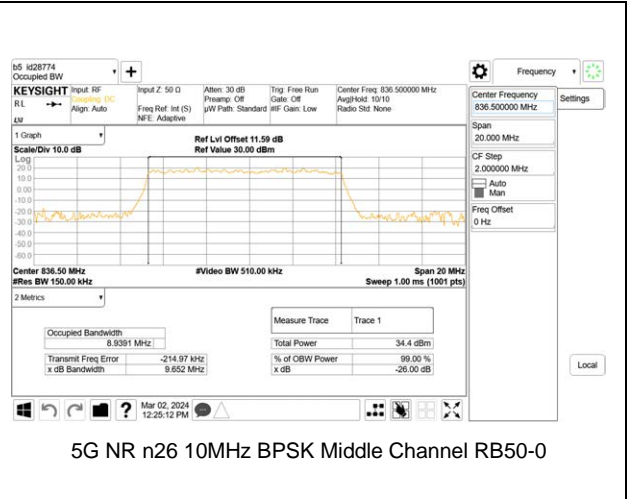 b5 id28774
Occupied BW
Frequency
KEYSIGHT
RL
LM
Input: RF
Coupling: DC
Align: Auto
Input Z: 50 Ω
Freq Ref: Int (S)
NFE: Adaptive
Atten: 30 dB
Preamp: Off
µW Path: Standard
Trig: Free Run
Gate: Off
#IF Gain: Low
Center Freq: 836.500000 MHz
Avg|Hold: 10/10
Radio Std: None
Center Frequency
836.500000 MHz
Settings
Span
20.000 MHz
CF Step
2.000000 MHz
Auto
Man
Freq Offset
0 Hz
1 Graph
Scale/Div 10.0 dB
Ref Lvl Offset 11.59 dB
Ref Value 30.00 dBm
Log
20.0
10.0
0.00
-10.0
-20.0
-30.0
-40.0
-50.0
-60.0
Center 836.50 MHz
#Video BW 510.00 kHz
Span 20 MHz
#Res BW 150.00 kHz
Sweep 1.00 ms (1001 pts)
2 Metrics
Measure Trace Trace 1
Occupied Bandwidth
8.9391 MHz
Total Power 34.4 dBm
Transmit Freq Error -214.97 kHz
% of OBW Power 99.00 %
x dB Bandwidth 9.652 MHz
x dB -26.00 dB
Local
Mar 02, 2024
12:25:12 PM
5G NR n26 10MHz BPSK Middle Channel RB50-0